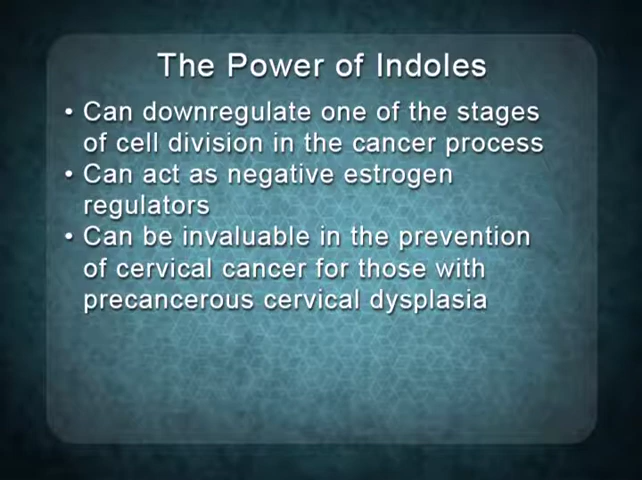 The Power of Indoles
• Can downregulate one of the stages
of cell division in the cancer process
• Can act as negative estrogen
regulators
• Can be invaluable in the prevention
of cervical cancer for those with
precancerous cervical dysplasia